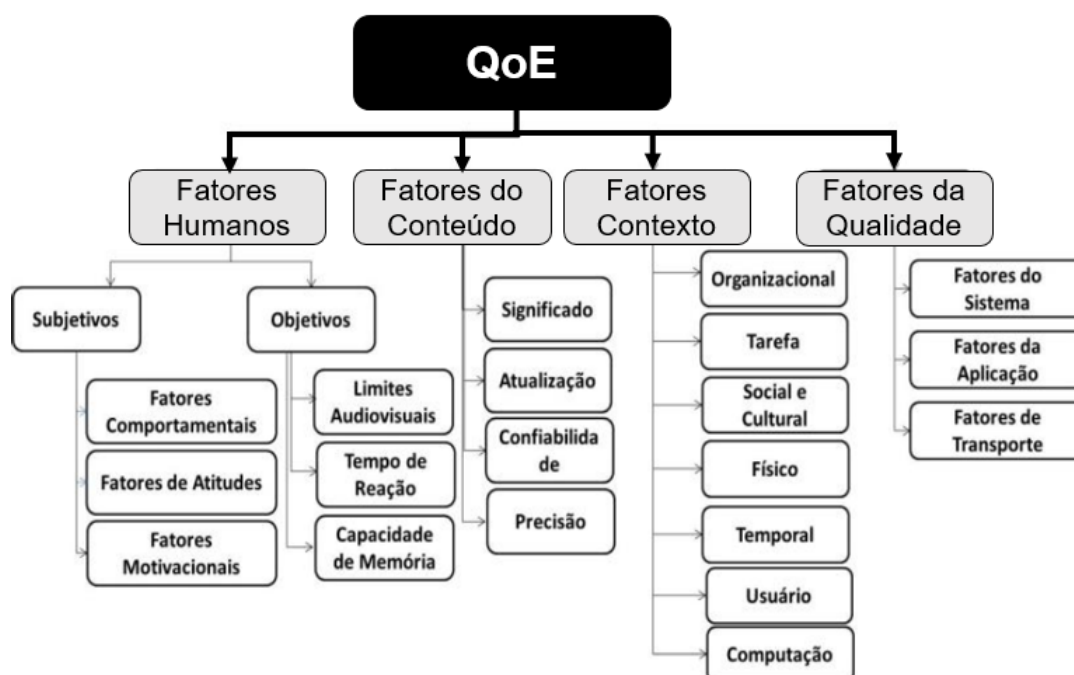 QoE
Fatores
Humanos
Fatores do
Conteúdo
Fatores
Contexto
Fatores da
Qualidade
Subjetivos
Objetivos
Fatores
Comportamentais
Fatores de Atitudes
Fatores
Motivacionais
Limites
Audiovisuais
Tempo de
Reação
Capacidade
de Memória
Significado
Atualização
Confiabilida
de
Precisão
Organizacional
Tarefa
Social e
Cultural
Físico
Temporal
Usuário
Computação
Fatores do
Sistema
Fatores da
Aplicação
Fatores de
Transporte